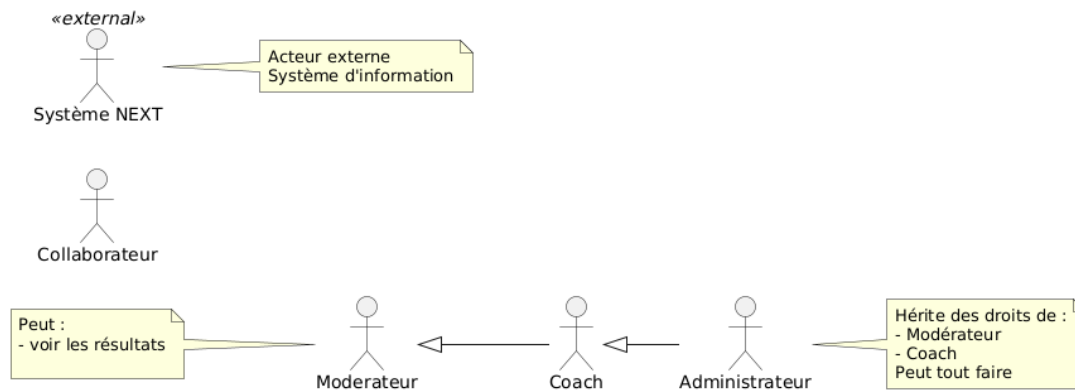 «external»
Système NEXT
Acteur externe
Système d'information
Collaborateur
Peut :
- voir les résultats
Moderateur
Coach
Administrateur
Hérite des droits de :
- Modérateur
- Coach
Peut tout faire